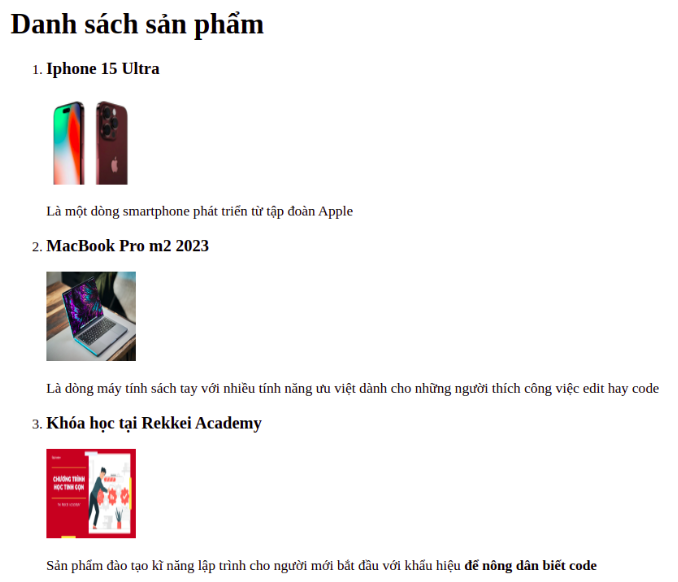 Danh sách sản phẩm
1. Iphone 15 Ultra
Là một dòng smartphone phát triển từ tập đoàn Apple
2. MacBook Pro m2 2023
Là dòng máy tính sách tay với nhiều tính năng ưu việt dành cho những người thích công việc edit hay code
3. Khóa học tại Rekkei Academy
CHƯƠNG TRÌNH
HỌC TINH GỌN
Sản phẩm đào tạo kĩ năng lập trình cho người mới bắt đầu với khẩu hiệu để nông dân biết code